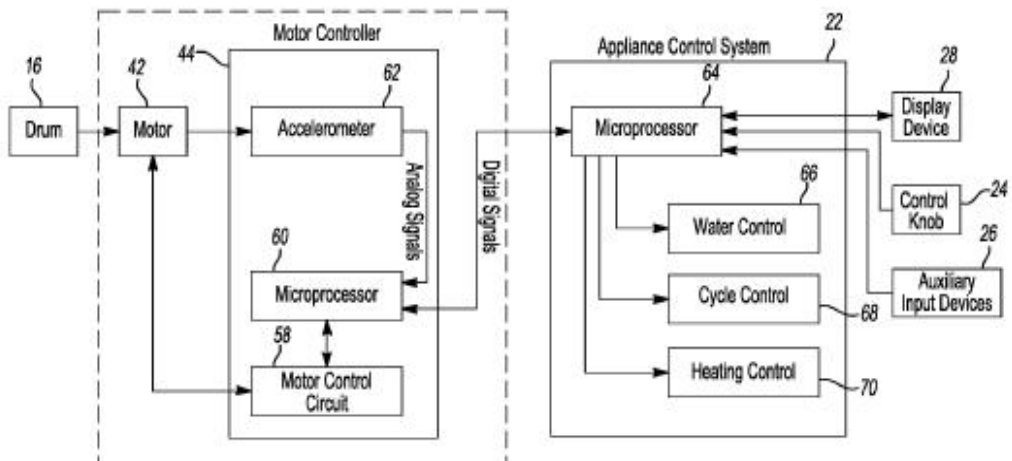 Motor Controller
44
16
42
62
Drum
Motor
Accelerometer
Analog Signals
Digital Signals
60
Microprocessor
58
Motor Control
Circuit
Appliance Control System
22
64
Microprocessor
28
Display
Device
24
Control
Knob
26
Auxiliary
Input Devices
66
Water Control
Cycle Control
68
Heating Control
70